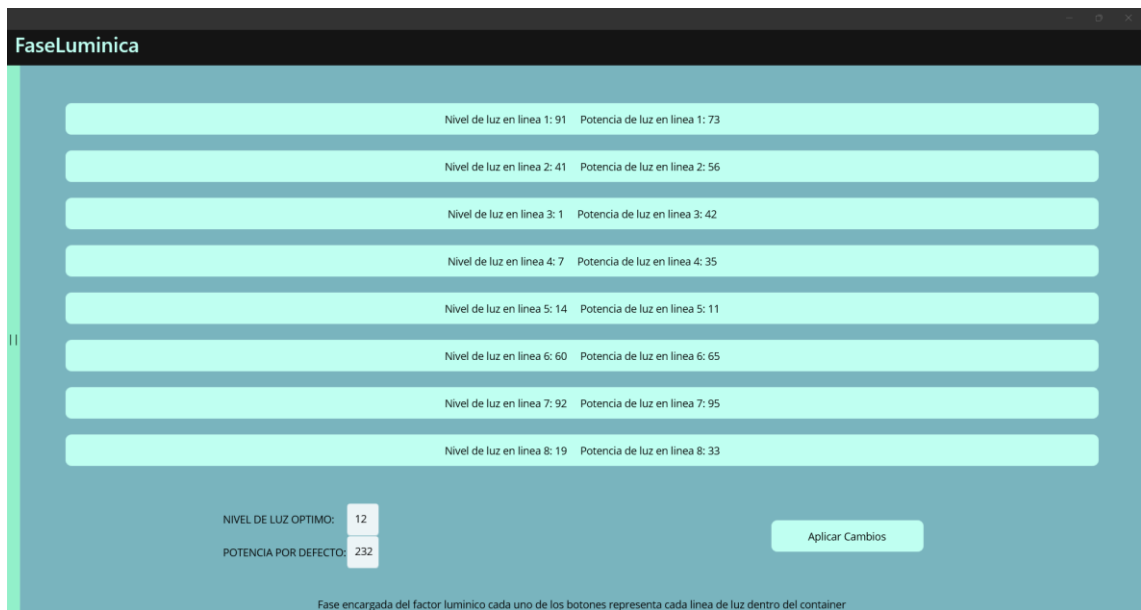 FaseLuminica
Nivel de luz en linea 1: 91 Potencia de luz en linea 1: 73
Nivel de luz en linea 2: 41 Potencia de luz en linea 2: 56
Nivel de luz en linea 3: 1 Potencia de luz en linea 3: 42
Nivel de luz en linea 4: 7 Potencia de luz en linea 4: 35
Nivel de luz en linea 5: 14 Potencia de luz en linea 5: 11
Nivel de luz en linea 6: 60 Potencia de luz en linea 6: 65
Nivel de luz en linea 7: 92 Potencia de luz en linea 7: 95
Nivel de luz en linea 8: 19 Potencia de luz en linea 8: 33
NIVEL DE LUZ OPTIMO: 12
POTENCIA POR DEFECTO: 232
Aplicar Cambios
Fase encargada del factor luminico cada uno de los botones representa cada linea de luz dentro del container